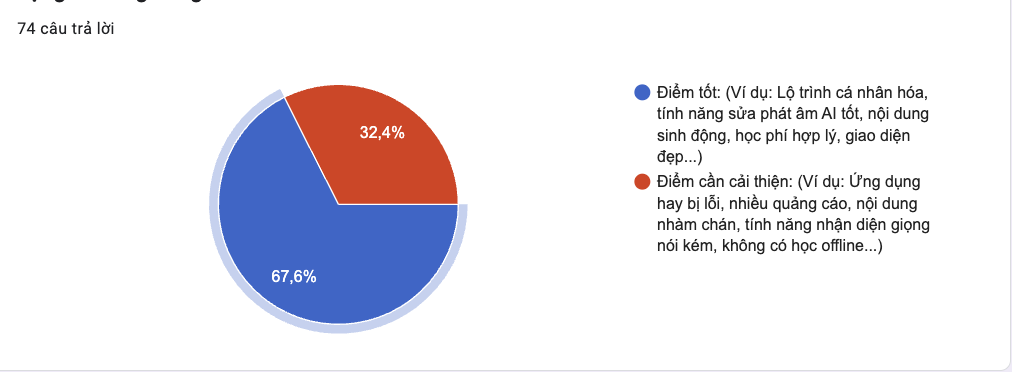 74 câu trả lời
32,4%
67,6%
Điểm tốt: (Ví dụ: Lộ trình cá nhân hóa,
tính năng sửa phát âm AI tốt, nội dung
sinh động, học phí hợp lý, giao diện
đẹp...)
Điểm cần cải thiện: (Ví dụ: Ứng dụng
hay bị lỗi, nhiều quảng cáo, nội dung
nhàm chán, tính năng nhận diện giọng
nói kém, không có học offline...)